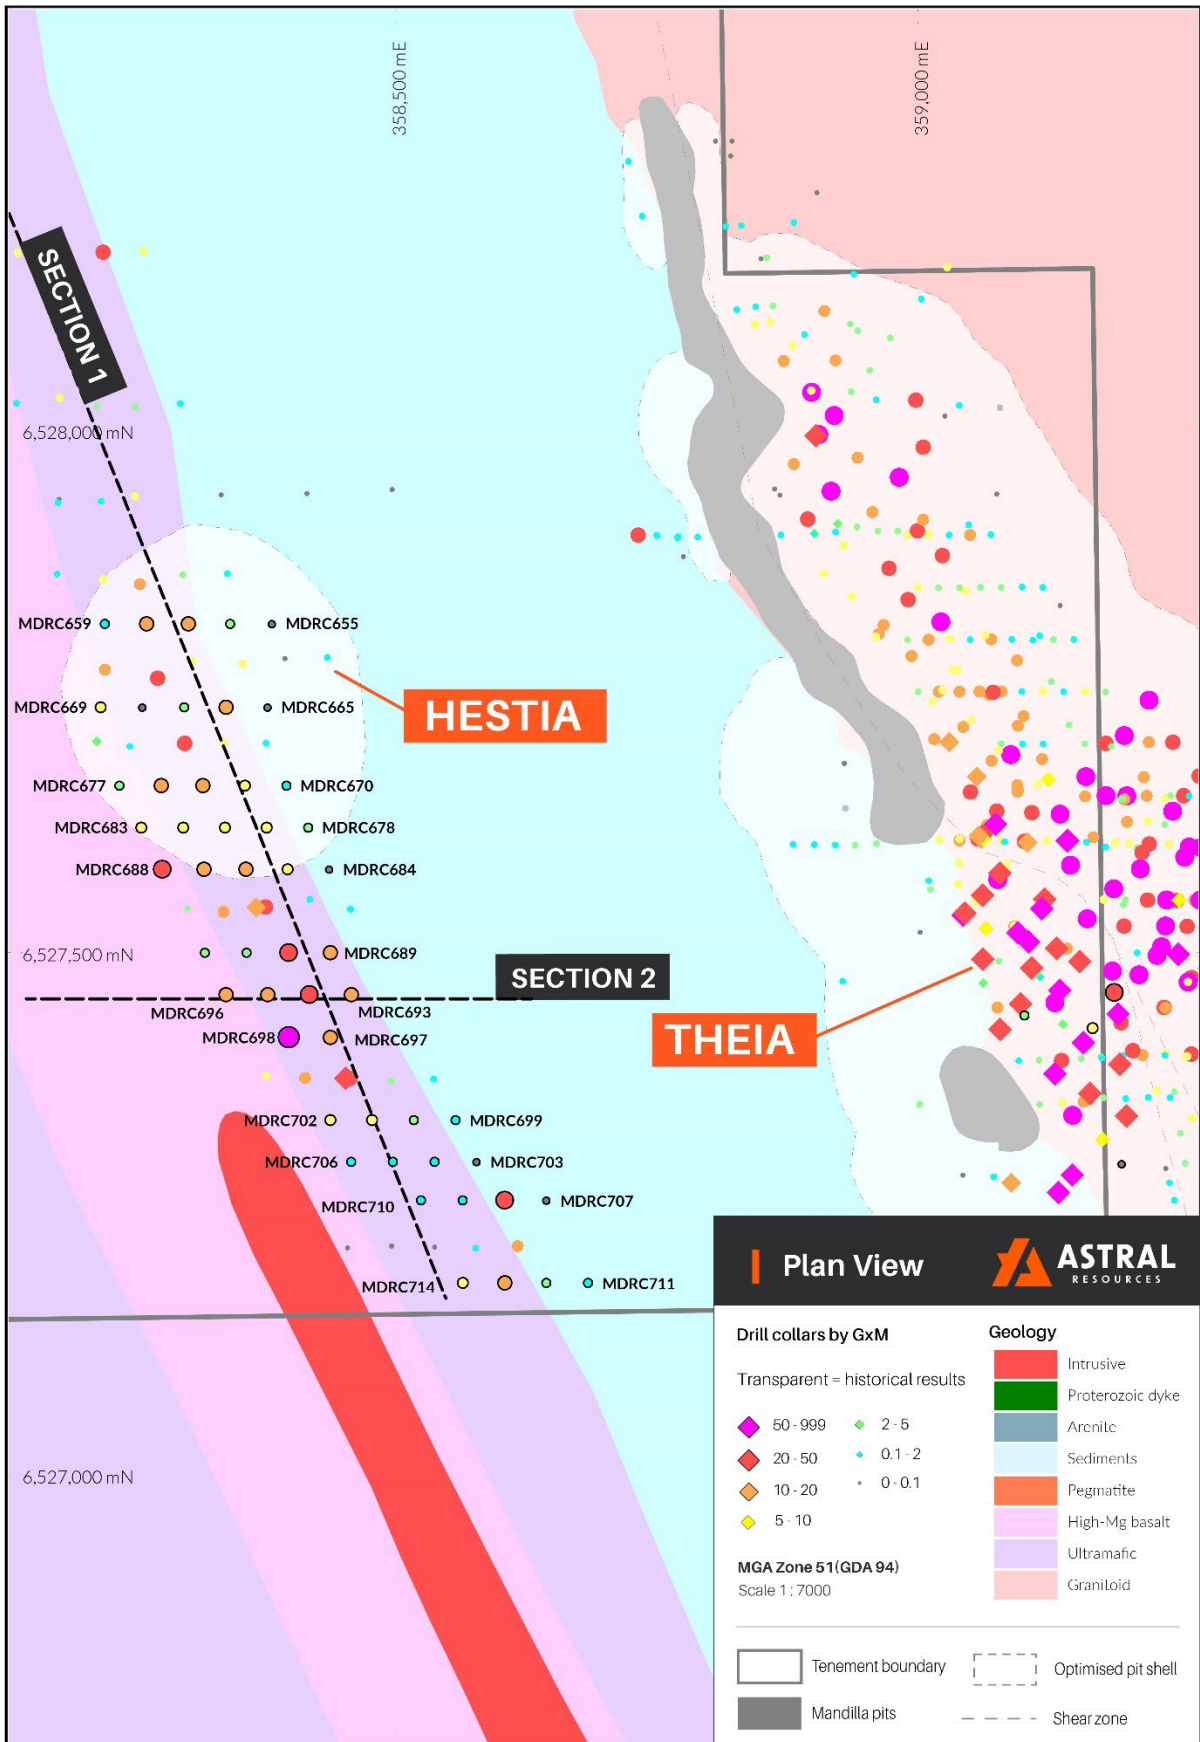 358,500 mE
359,000 mE
SECTION 1
6,528,000 mN
MDRC659
MDRC655
HESTIA
MDRC669
MDRC665
MDRC677
MDRC670
MDRC683
MDRC678
MDRC688
MDRC684
6,527,500 mN
MDRC689
SECTION 2
MDRC696
MDRC693
MDRC698
MDRC697
THEIA
MDRC702
MDRC699
MDRC706
MDRC703
MDRC710
MDRC707
MDRC714
MDRC711
6,527,000 mN
Plan View
ASTRAL
RESOURCES
Drill collars by GxM
Transparent = historical results
50 - 999
20 - 50
10 - 20
5 - 10
2 - 5
0.1 - 2
0 - 0.1
MGA Zone 51(GDA 94)
Scale 1 : 7000
Geology
Intrusive
Proterozoic dyke
Arenite
Sediments
Pegmatite
High-Mg basalt
Ultramafic
Granitoid
Tenement boundary
Optimised pit shell
Mandilla pits
Shear zone